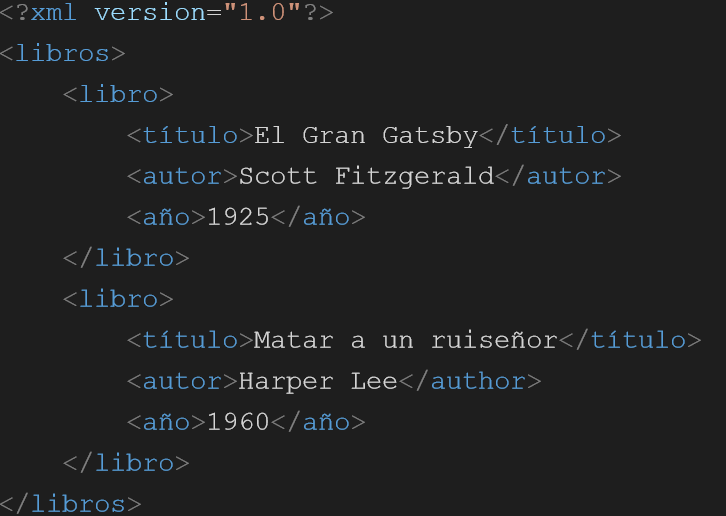 <?xml version="1.0"?>
<libros>
    <libro>
        <título>El Gran Gatsby</título>
        <autor>Scott Fitzgerald</autor>
        <año>1925</año>
    </libro>
    <libro>
        <título>Matar a un ruiseñor</título>
        <autor>Harper Lee</author>
        <año>1960</año>
    </libro>
</libros>